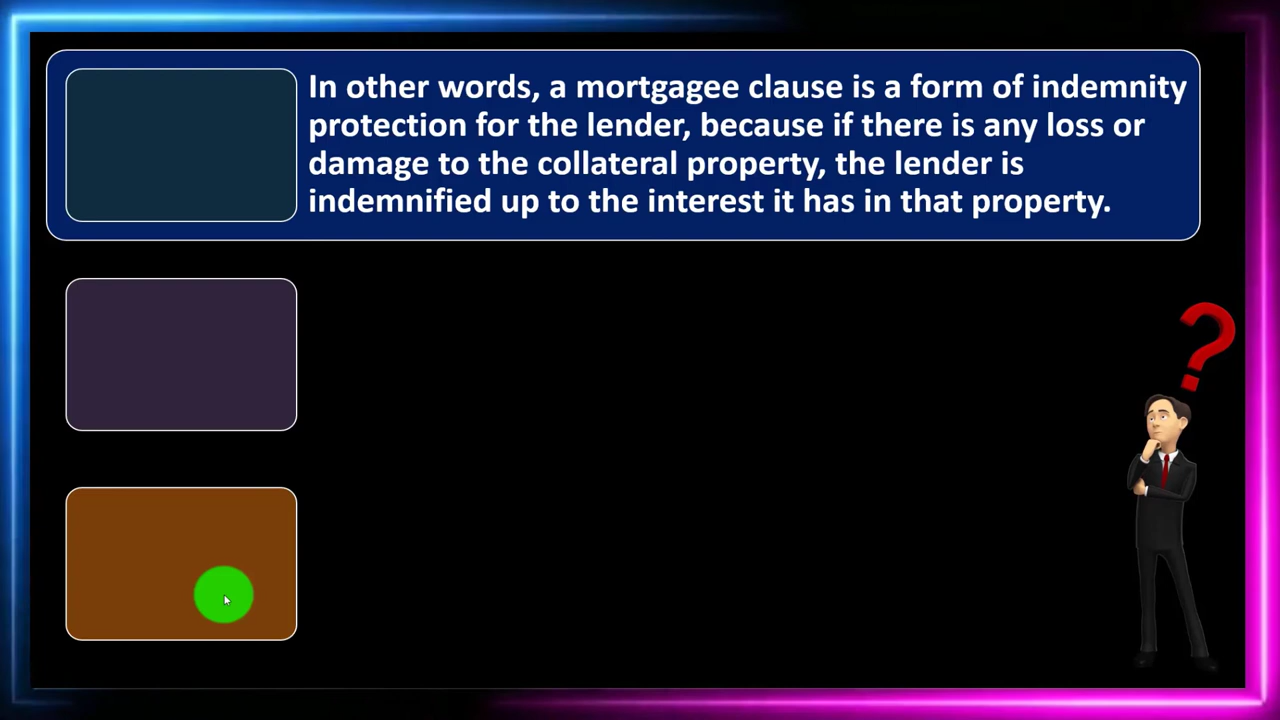 In other words, a mortgagee clause is a form of indemnity
protection for the lender, because if there is any loss or
damage to the collateral property, the lender is
indemnified up to the interest it has in that property.